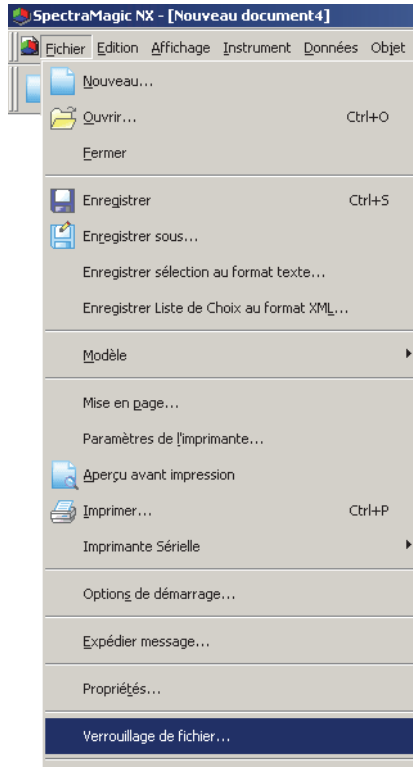 SpectraMagic NX - [Nouveau document4]
Fichier Edition Affichage Instrument Données Objet
Nouveau...
Ouvrir... Ctrl+O
Fermer
Enregistrer Ctrl+S
Enregistrer sous...
Enregistrer sélection au format texte...
Enregistrer Liste de Choix au format XML...
Modèle
Mise en page...
Paramètres de l'imprimante...
Aperçu avant impression
Imprimer... Ctrl+P
Imprimante Sérielle
Options de démarrage...
Expédier message...
Propriétés...
Verrouillage de fichier...